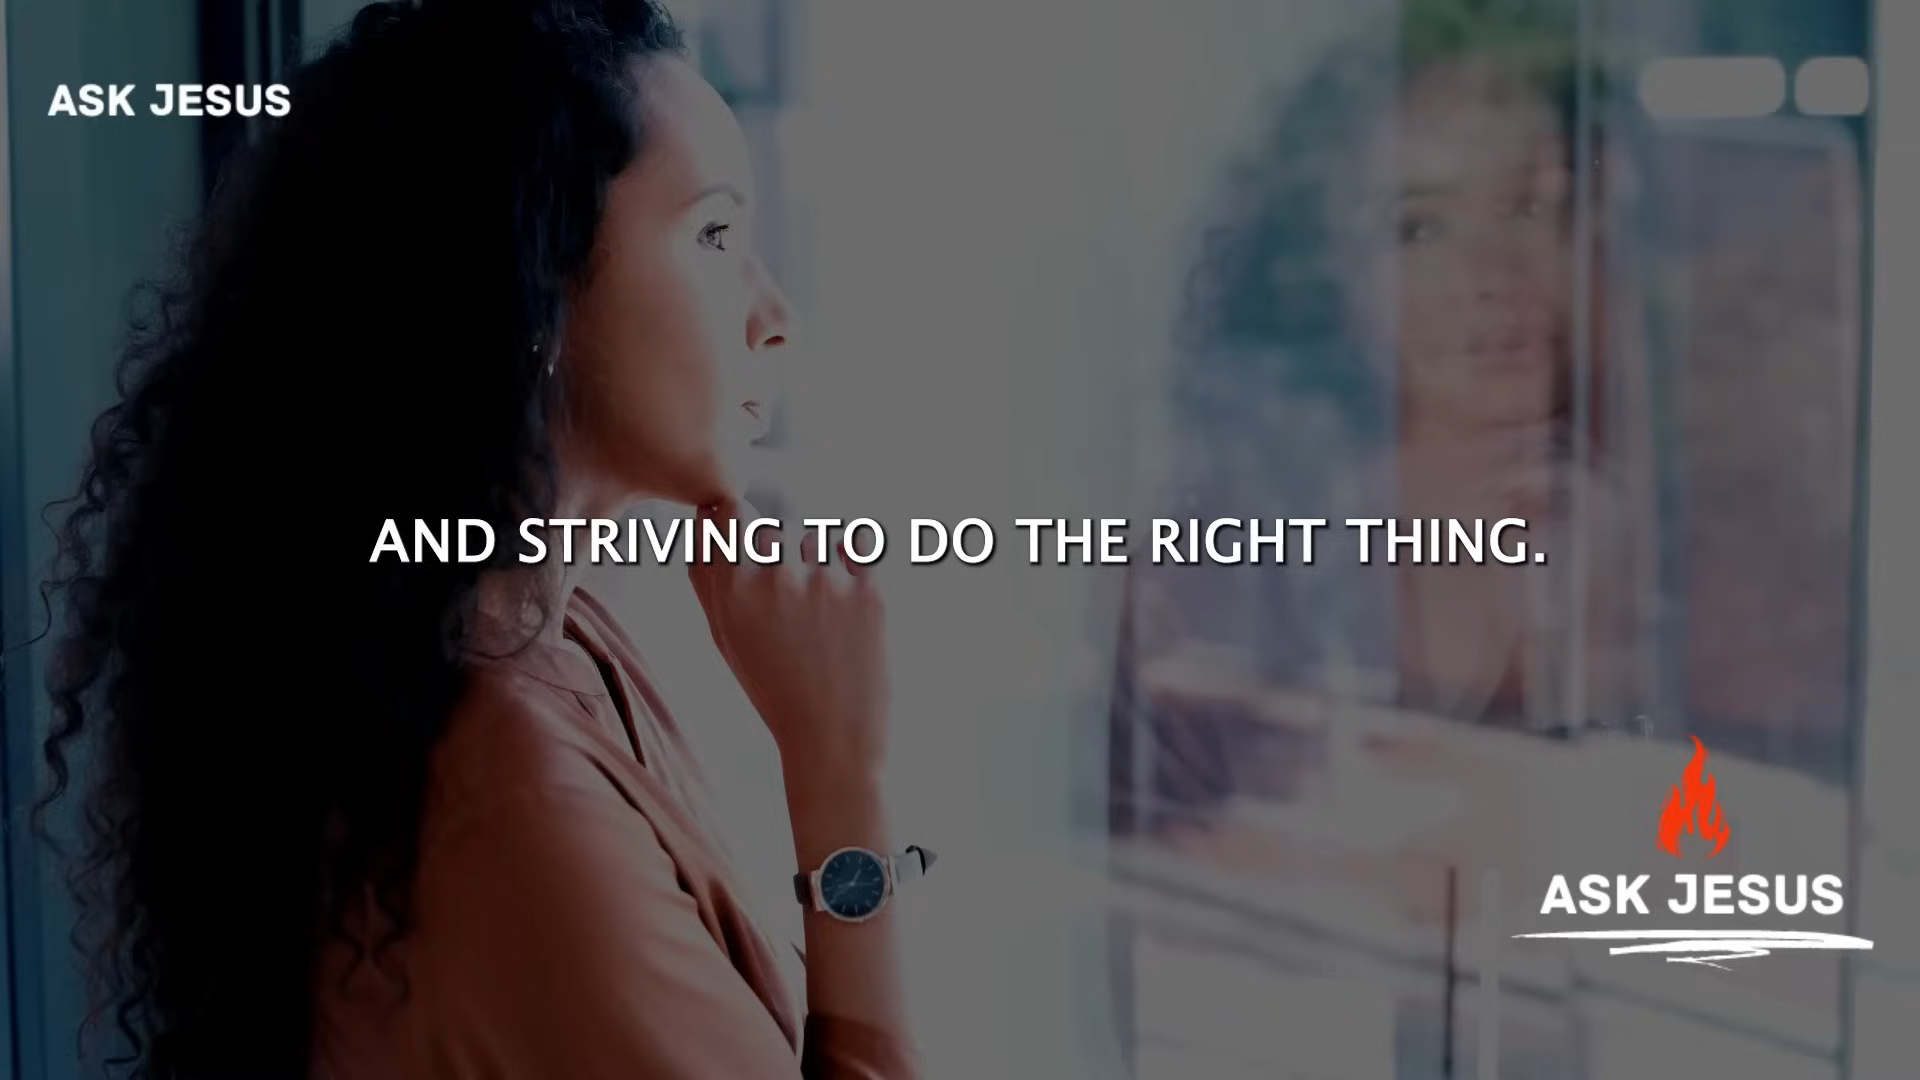 ASK JESUS
AND STRIVING TO DO THE RIGHT THING.
ASK JESUS